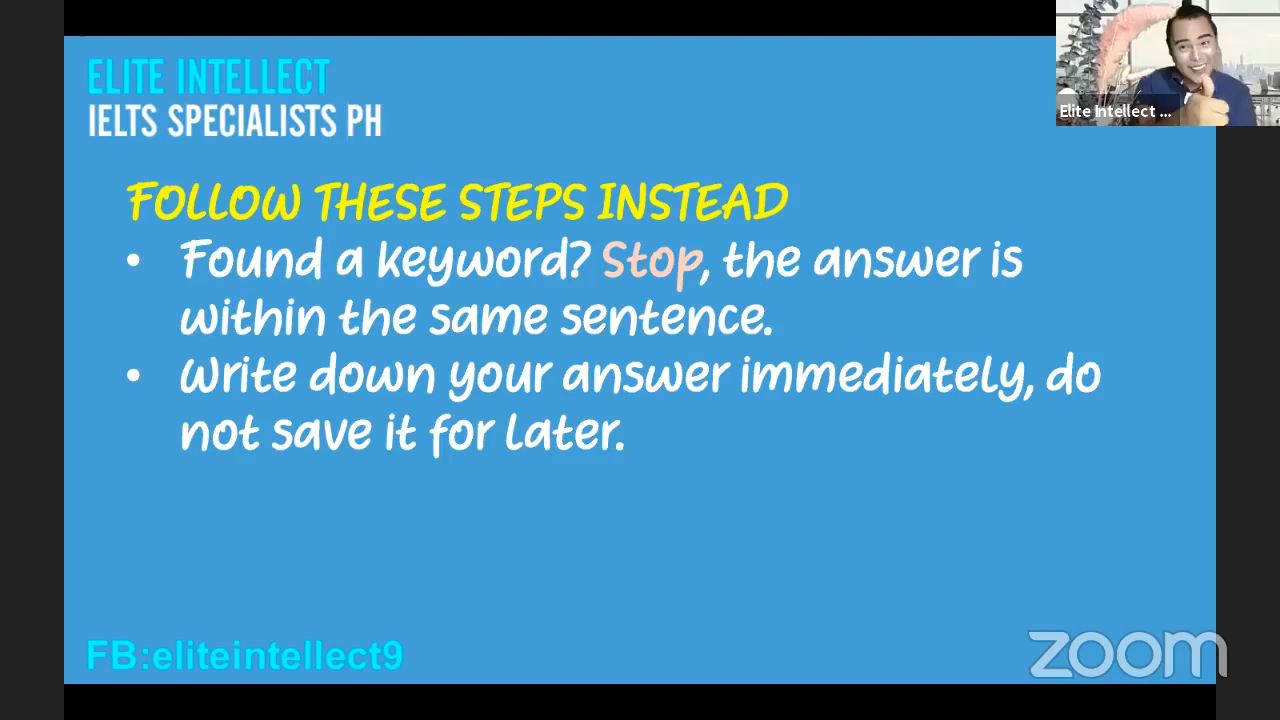 ELITE INTELLECT
IELTS SPECIALISTS PH
Elite Intellect ...
FOLLOW THESE STEPS INSTEAD
• Found a keyword? Stop, the answer is
within the same sentence.
• Write down your answer immediately, do
not save it for later.
FB:eliteintellect9
zoom